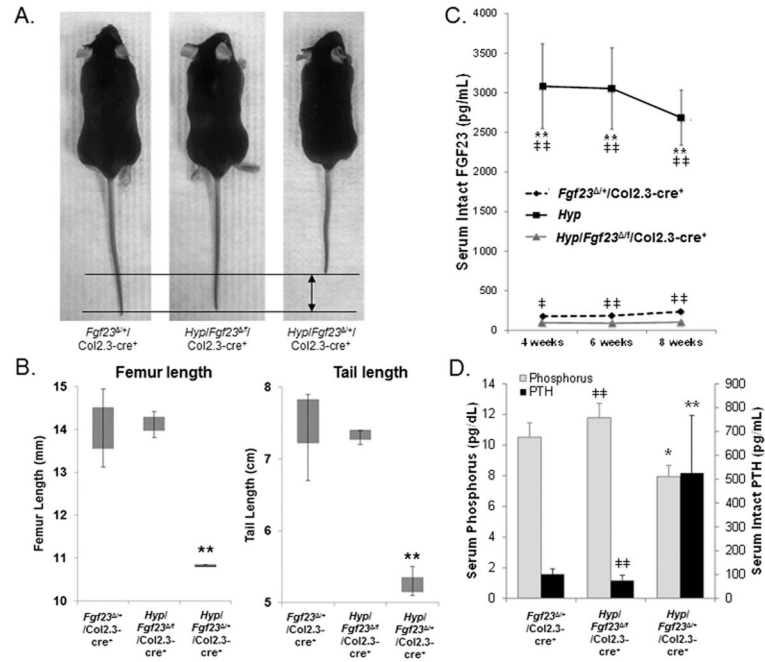 A.
Fgf23Δ/+/
Col2.3-cre+
Hyp/Fgf23Δ/f/
Col2.3-cre+
Hyp/Fgf23Δ/+/
Col2.3-cre+
B.
Femur length
Femur Length (mm)
15
14
13
12
11
10
**
Fgf23Δ/+
/Col2.3-
cre+
Hyp/
Fgf23Δ/f
/Col2.3-
cre+
Hyp/
Fgf23Δ/+
/Col2.3-
cre+
Tail length
Tail Length (cm)
8
7
6
5
**
Fgf23Δ/+
/Col2.3-
cre+
Hyp/
Fgf23Δ/f
/Col2.3-
cre+
Hyp/
Fgf23Δ/+
/Col2.3-
cre+
C.
Serum Intact FGF23 (pg/mL)
4000
3500
3000
2500
2000
1500
1000
500
0
**
‡‡
**
‡‡
**
‡‡
Fgf23Δ/+/Col2.3-cre+
Hyp
Hyp/Fgf23Δ/f/Col2.3-cre+
‡
‡‡
‡‡
4 weeks
6 weeks
8 weeks
D.
Phosphorus
PTH
Serum Phosphorus (pg/dL)
14
12
10
8
6
4
2
0
‡‡
‡‡
*
**
900
800
700
600
500
400
300
200
100
0
Serum Intact PTH (pg/mL)
Fgf23Δ/+
/Col2.3-
cre+
Hyp/
Fgf23Δ/f
/Col2.3-
cre+
Hyp/
Fgf23Δ/+
/Col2.3-
cre+